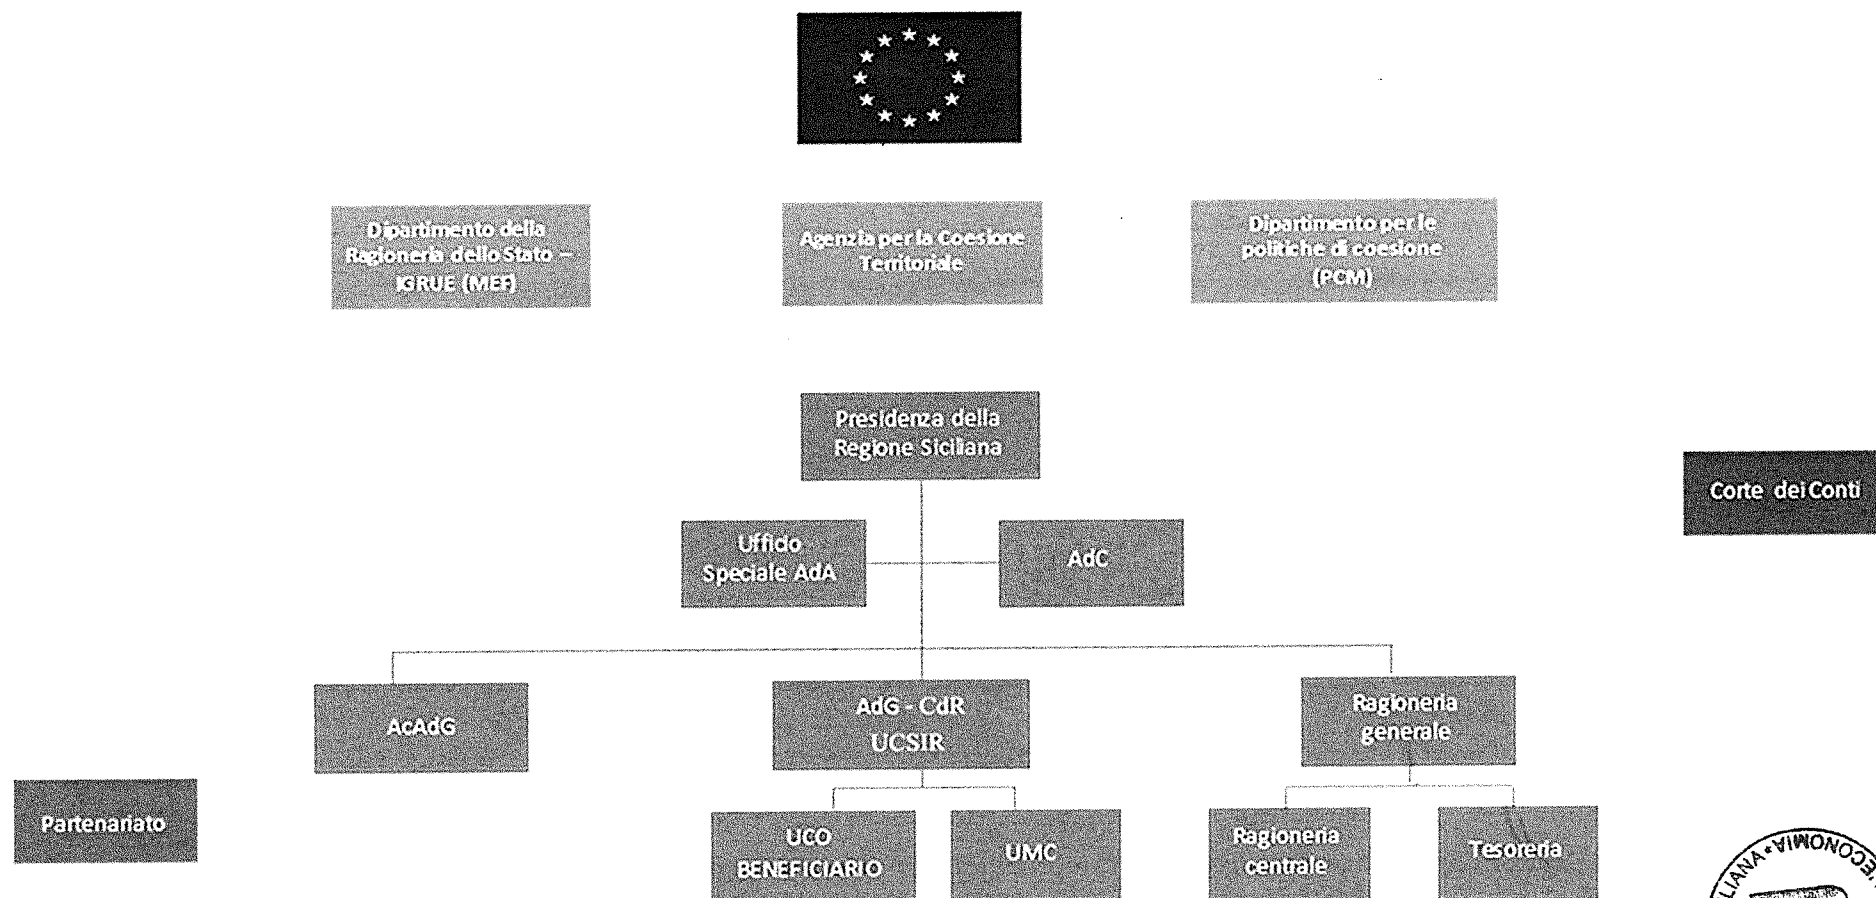 Dipartimento della
Ragioneria dello Stato –
IGRUE (MEF)
Agenzia per la Coesione
Territoriale
Dipartimento per le
politiche di coesione
(PCM)
Presidenza della
Regione Siciliana
Corte dei Conti
Ufficio
Speciale AdA
AdC
AcAdG
AdG - CdR
UCSIR
Ragioneria
generale
Partenariato
UCO
BENEFICIARIO
UMC
Ragioneria
centrale
Tesoreria
LIANA * 
ECONOMIA